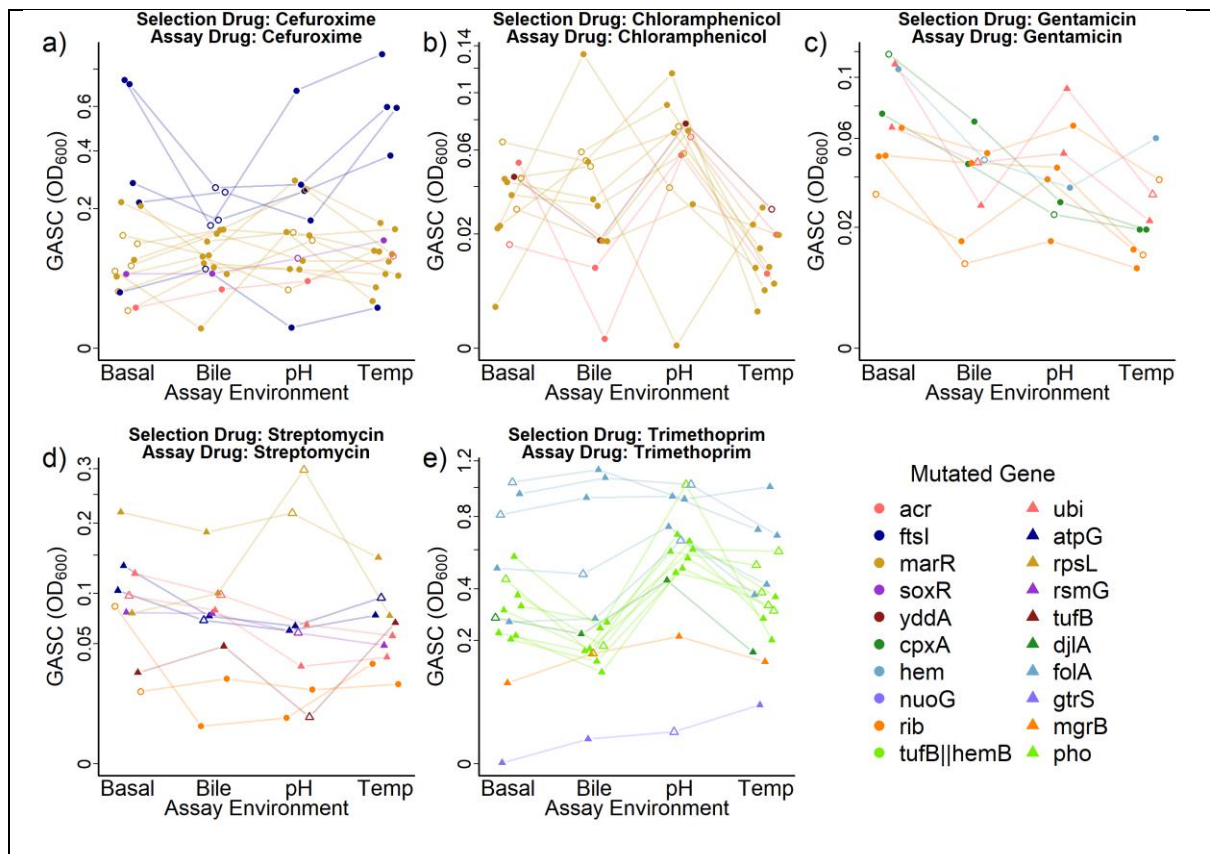 Selection Drug: Cefuroxime
Assay Drug: Cefuroxime
a)
GASC (OD600)
0.6
0.4
0.2
0
Basal Bile pH Temp
Assay Environment
Selection Drug: Chloramphenicol
Assay Drug: Chloramphenicol
b)
GASC (OD600)
0.14
0.1
0.06
0.02
0
Basal Bile pH Temp
Assay Environment
Selection Drug: Gentamicin
Assay Drug: Gentamicin
c)
GASC (OD600)
0.1
0.06
0.02
0
Basal Bile pH Temp
Assay Environment
Selection Drug: Streptomycin
Assay Drug: Streptomycin
d)
GASC (OD600)
0.3
0.2
0.1
0.05
0
Basal Bile pH Temp
Assay Environment
Selection Drug: Trimethoprim
Assay Drug: Trimethoprim
e)
GASC (OD600)
1.2
0.8
0.4
0.2
0
Basal Bile pH Temp
Assay Environment
Mutated Gene
acr
ftsI
marR
soxR
yddA
cpxA
hem
nuoG
rib
tufB||hemB
ubi
atpG
rpsL
rsmG
tufB
djlA
folA
gtrS
mgrB
pho